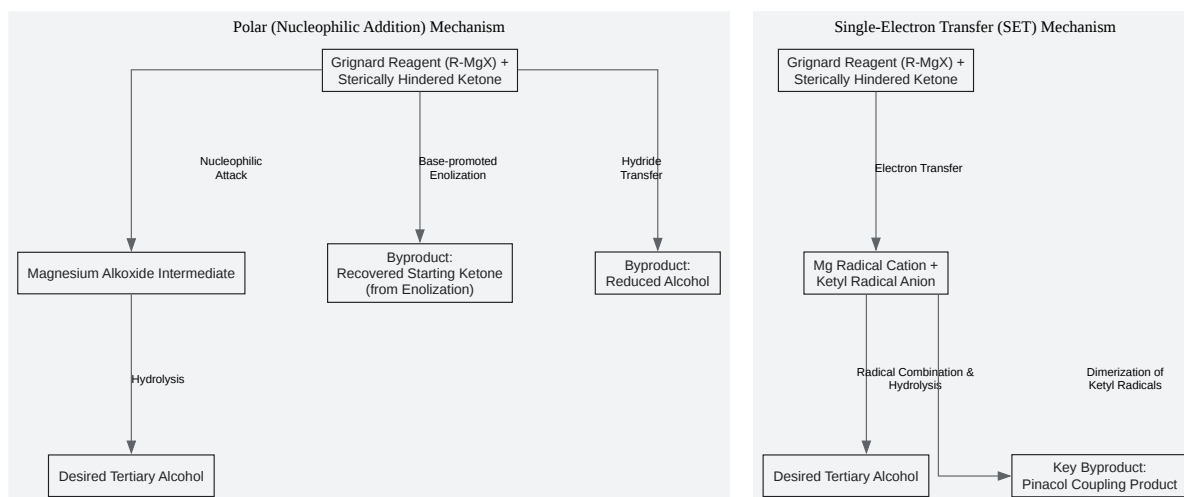 Polar (Nucleophilic Addition) Mechanism
Grignard Reagent (R-MgX) +
Sterically Hindered Ketone
Nucleophilic
Attack
Base-promoted
Enolization
Hydride
Transfer
Magnesium Alkoxide Intermediate
Byproduct:
Recovered Starting Ketone
(from Enolization)
Byproduct:
Reduced Alcohol
Hydrolysis
Desired Tertiary Alcohol
Single-Electron Transfer (SET) Mechanism
Grignard Reagent (R-MgX) +
Sterically Hindered Ketone
Electron Transfer
Mg Radical Cation +
Ketyl Radical Anion
Radical Combination &
Hydrolysis
Dimerization of
Ketyl Radicals
Desired Tertiary Alcohol
Key Byproduct:
Pinacol Coupling Product